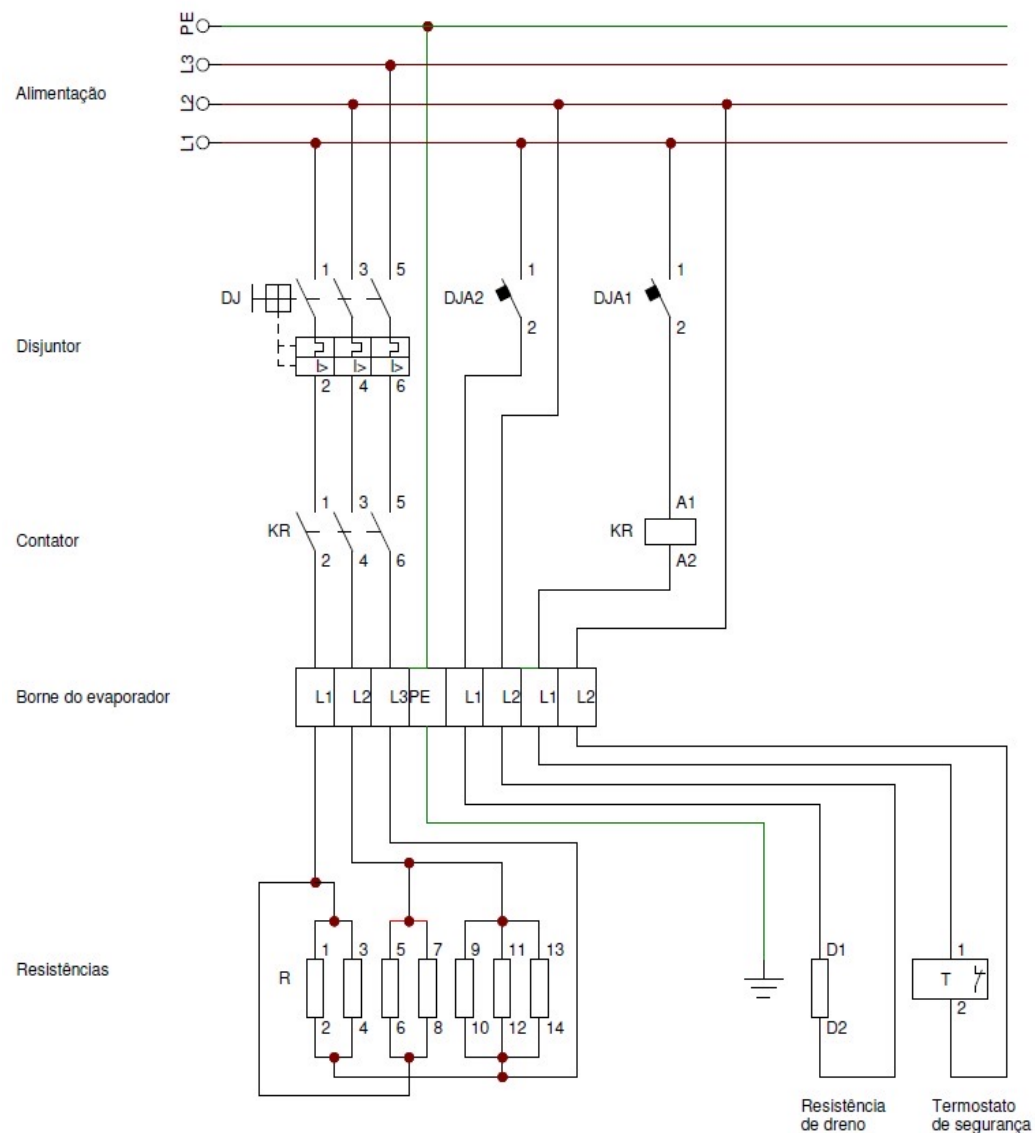 PE
L3
Alimentação
L2
L1
1 3 5 1 1
DJ DJA2 DJA1
2 2
Disjuntor
I> I> I>
2 4 6
1 3 5 A1
KR KR
Contator
2 4 6 A2
Borne do evaporador L1 L2 L3 PE L1 L2 L1 L2
1 3 5 7 9 11 13 D1 1
Resistências R T
2 4 6 8 10 12 14 D2 2
Resistência
de dreno
Termostato
de segurança